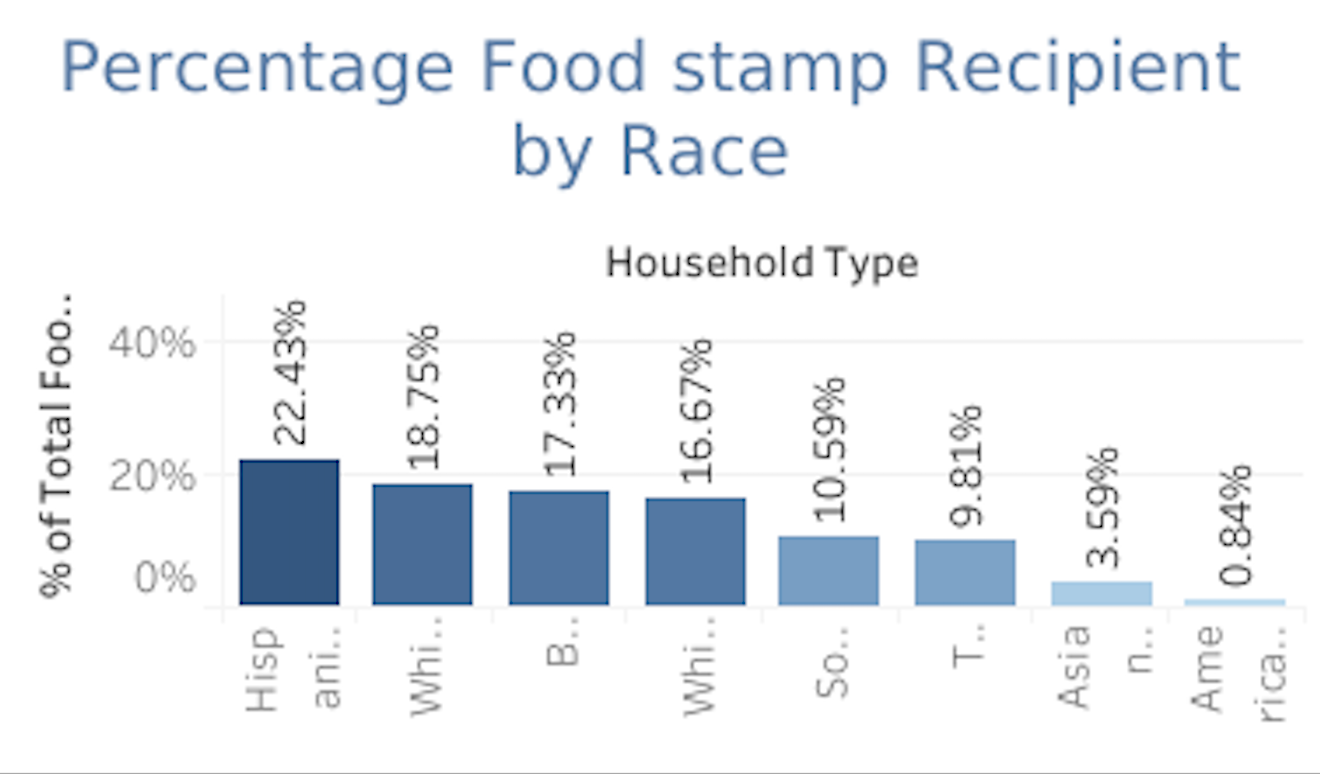 Percentage Food stamp Recipient
by Race
Household Type
% of Total Foo..
40%
20%
0%
22.43%
18.75%
17.33%
16.67%
10.59%
9.81%
3.59%
0.84%
Hisp
ani..
Whi..
B..
Whi..
So..
T..
Asia
n..
Ame
rica..